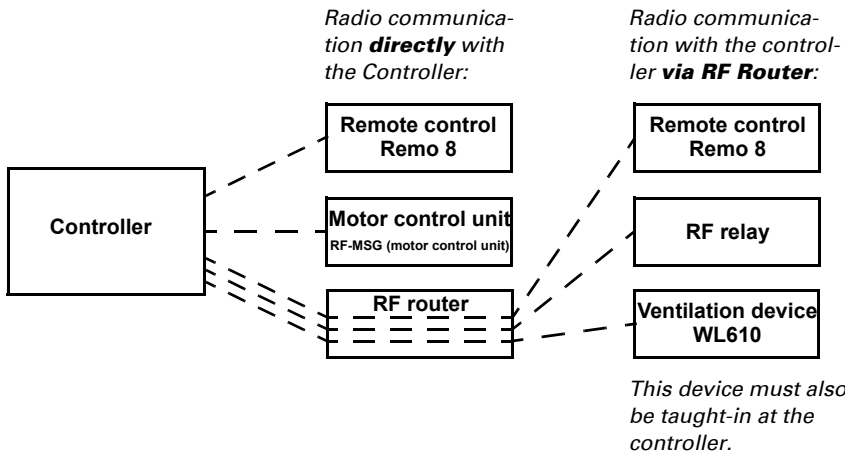 Radio communica-
tion directly with
the Controller:
Radio communica-
tion with the control-
ler via RF Router:
Remote control
Remo 8
Remote control
Remo 8
Controller
Motor control unit
RF-MSG (motor control unit)
RF relay
RF router
Ventilation device
WL610
This device must also
be taught-in at the
controller.